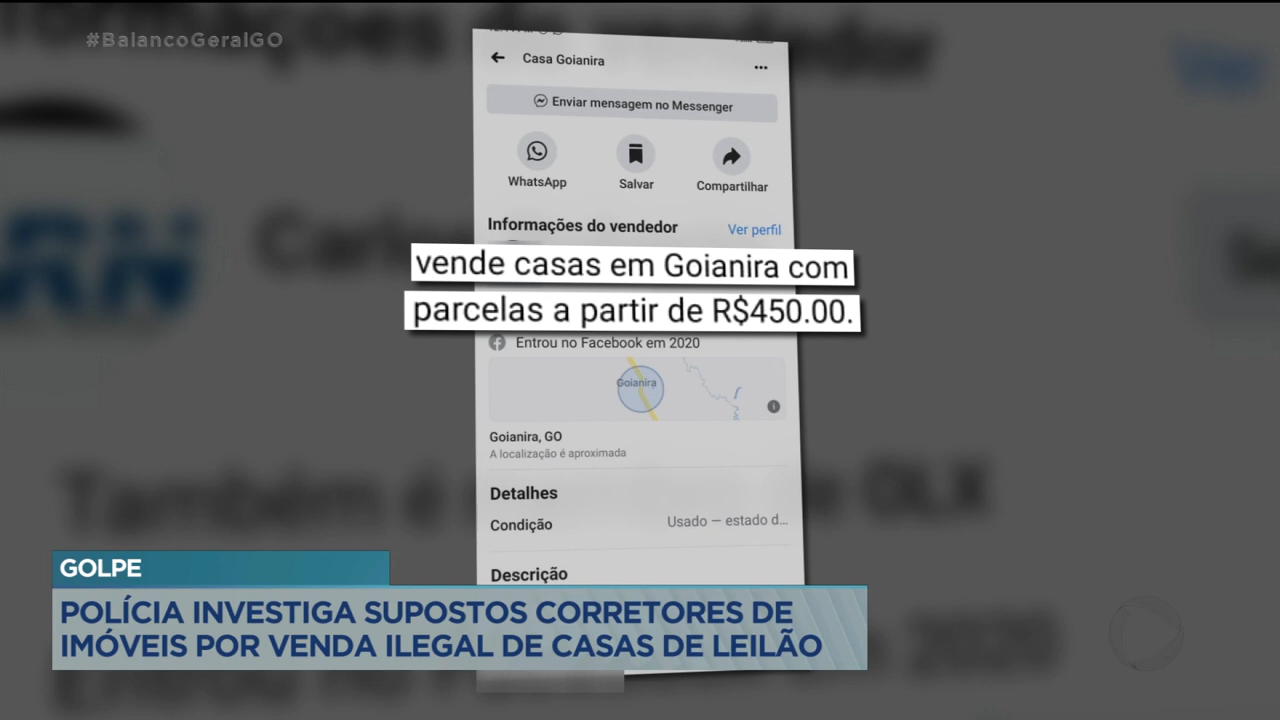 #BalancoGeralGO
Casa Goianira
Enviar mensagem no Messenger
WhatsApp
Salvar
Compartilhar
Informações do vendedor
Ver perfil
vende casas em Goianira com
parcelas a partir de R$450.00.
Entrou no Facebook em 2020
Goianira
Goianira, GO
A localização é aproximada
Detalhes
Condição
Usado — estado d...
Descrição
GOLPE
POLÍCIA INVESTIGA SUPOSTOS CORRETORES DE
IMÓVEIS POR VENDA ILEGAL DE CASAS DE LEILÃO